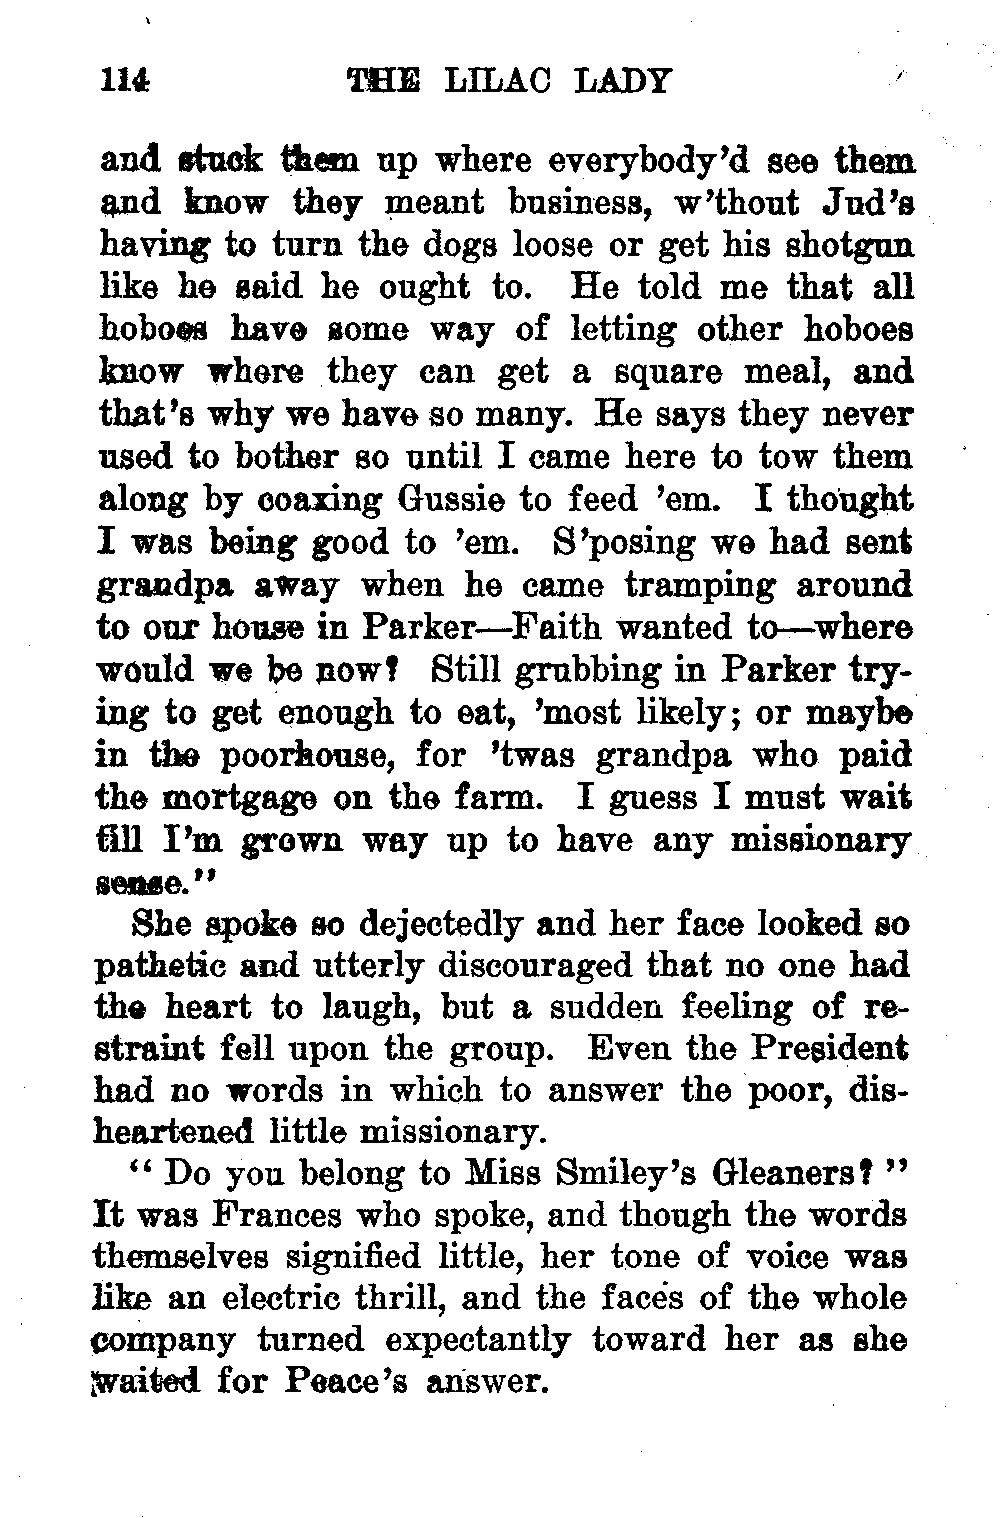 114 THE LILAC LADY
and stuck them up where everybody'd see them
and know they meant business, w'thout Jud's
having to turn the dogs loose or get his shotgun
like he said he ought to. He told me that all
hoboes have some way of letting other hoboes
know where they can get a square meal, and
that's why we have so many. He says they never
used to bother so until I came here to tow them
along by coaxing Gussie to feed 'em. I thought
I was being good to 'em. S'posing we had sent
grandpa away when he came tramping around
to our house in Parker—Faith wanted to—where
would we be now? Still grubbing in Parker try-
ing to get enough to eat, 'most likely; or maybe
in the poorhouse, for 'twas grandpa who paid
the mortgage on the farm. I guess I must wait
till I'm grown way up to have any missionary
sense."
She spoke so dejectedly and her face looked so
pathetic and utterly discouraged that no one had
the heart to laugh, but a sudden feeling of re-
straint fell upon the group. Even the President
had no words in which to answer the poor, dis-
heartened little missionary.
" Do you belong to Miss Smiley's Gleaners? "
It was Frances who spoke, and though the words
themselves signified little, her tone of voice was
like an electric thrill, and the faces of the whole
company turned expectantly toward her as she
waited for Peace's answer.